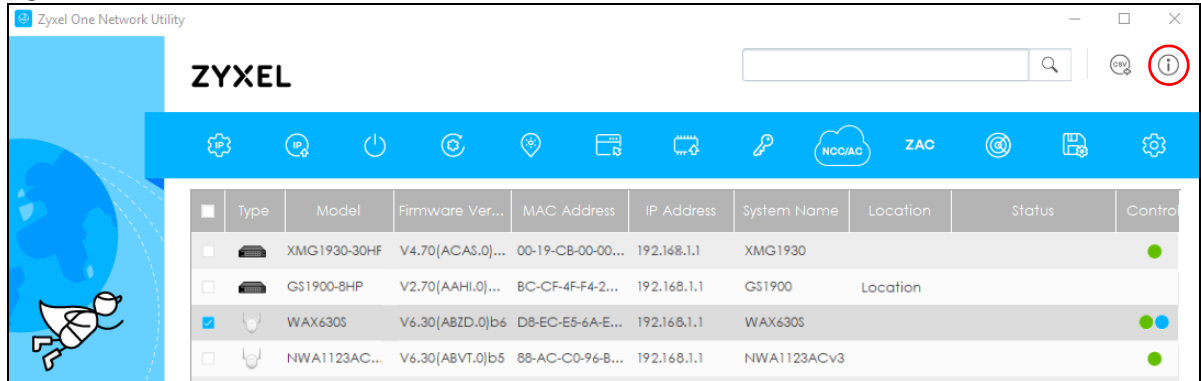 Zyxel One Network Utility
ZYXEL
CSV
IP IP NCC/AC ZAC
Type Model Firmware Ver... MAC Address IP Address System Name Location Status Control
XMG1930-30HP V4.70(ACAS.0)... 00-19-CB-00-00... 192.168.1.1 XMG1930
GS1900-8HP V2.70(AAHI.0)... BC-CF-4F-F4-2... 192.168.1.1 GS1900 Location
WAX630S V6.30(ABZD.0)b6 D8-EC-E5-6A-E... 192.168.1.1 WAX630S
NWA1123AC... V6.30(ABVT.0)b5 88-AC-C0-96-B... 192.168.1.1 NWA1123ACv3